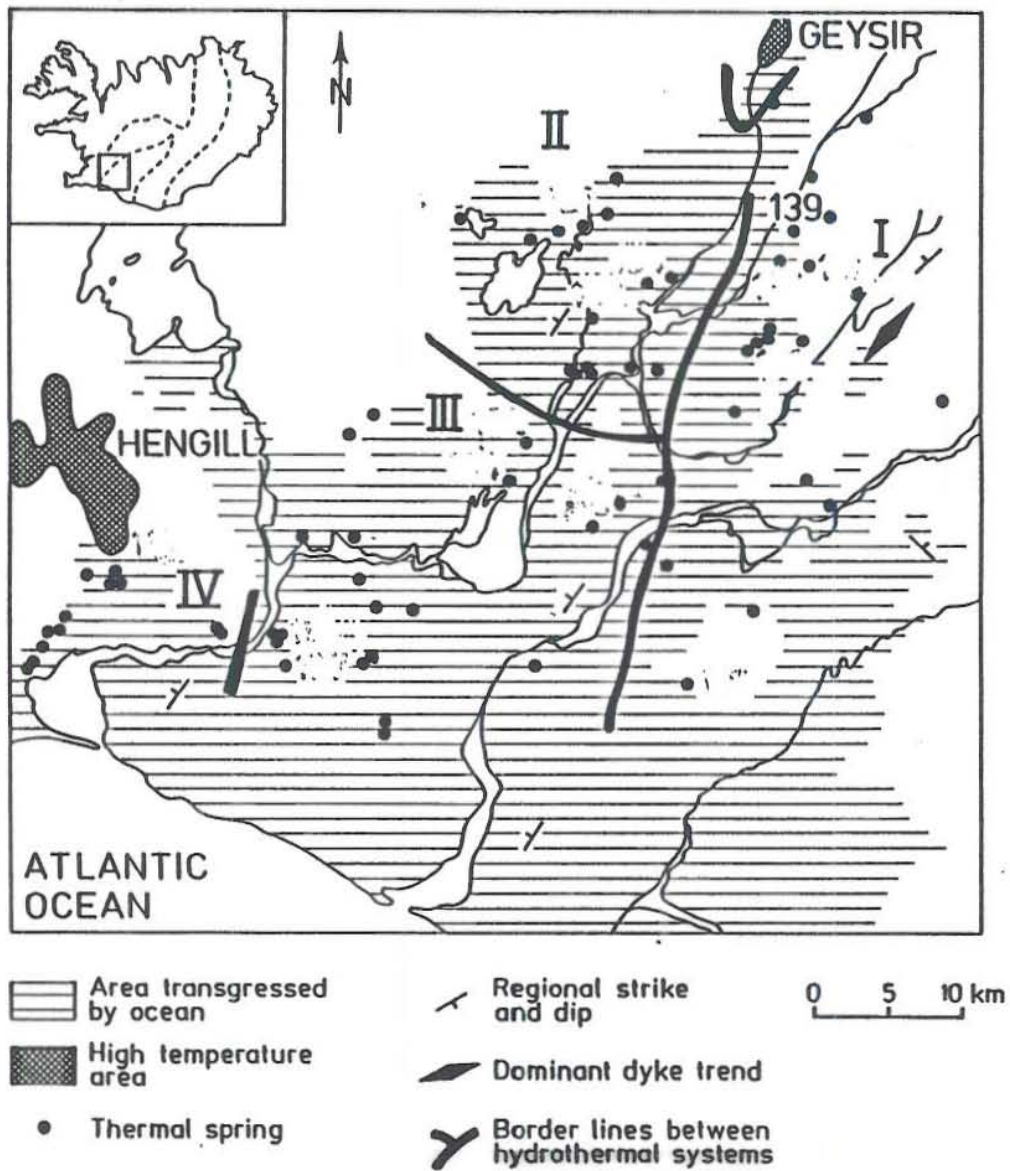 GEYSIR
N
II
139
I
III
HENGILL
IV
ATLANTIC
OCEAN
Area transgressed
by ocean
High temperature
area
Thermal spring
Regional strike
and dip
Dominant dyke trend
Border lines between
hydrothermal systems
0 5 10 km